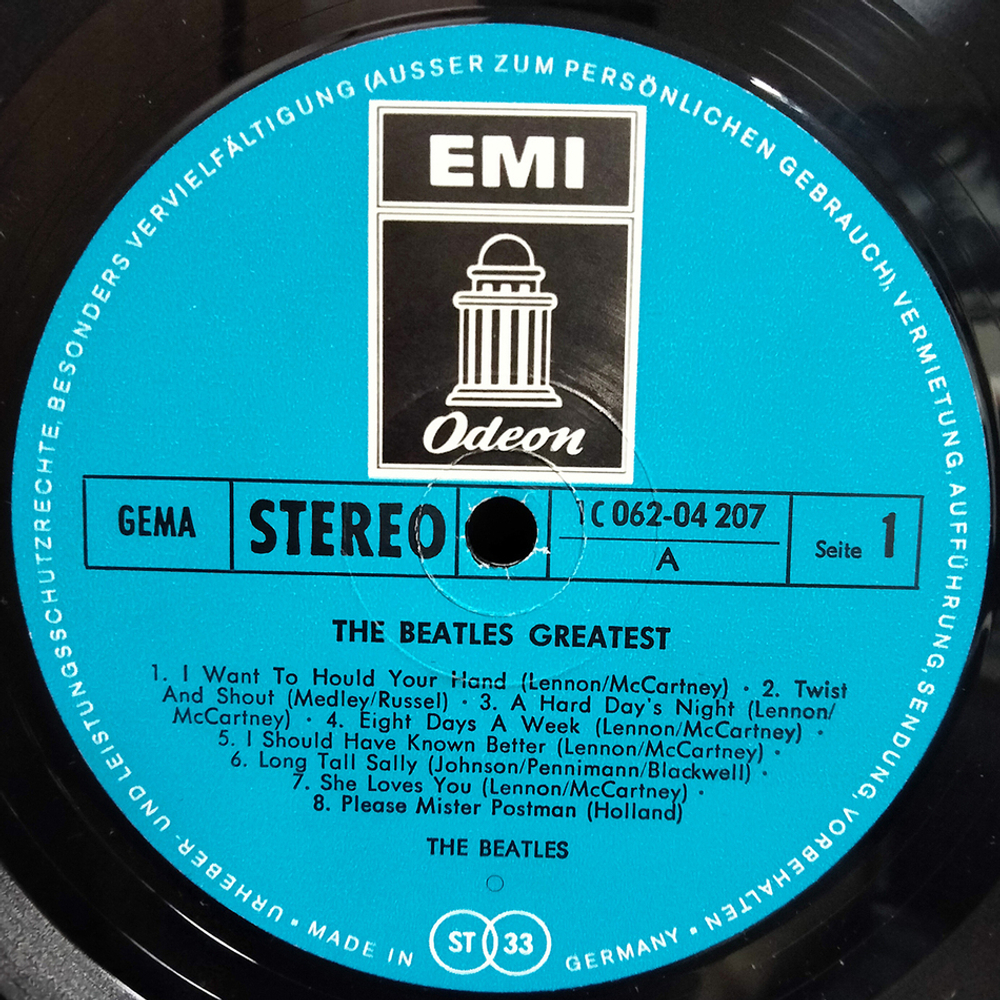 URHEBER- UND LEISTUNGSSCHUTZRECHTE, BESONDERS VERVIELFÄLTIGUNG (AUSSER ZUM PERSÖNLICHEN GEBRAUCH), VERMIETUNG, AUFFÜHRUNG, SENDUNG, VORBEHALTEN
EMI
Odeon
GEMA
STEREO
1C 062-04 207
A
Seite 1
THE BEATLES GREATEST
1. I Want To Hould Your Hand (Lennon/McCartney) · 2. Twist
And Shout (Medley/Russel) · 3. A Hard Day's Night (Lennon/
McCartney) · 4. Eight Days A Week (Lennon/McCartney) ·
5. I Should Have Known Better (Lennon/McCartney) ·
6. Long Tall Sally (Johnson/Pennimann/Blackwell) ·
7. She Loves You (Lennon/McCartney) ·
8. Please Mister Postman (Holland)
THE BEATLES
MADE IN GERMANY
ST 33